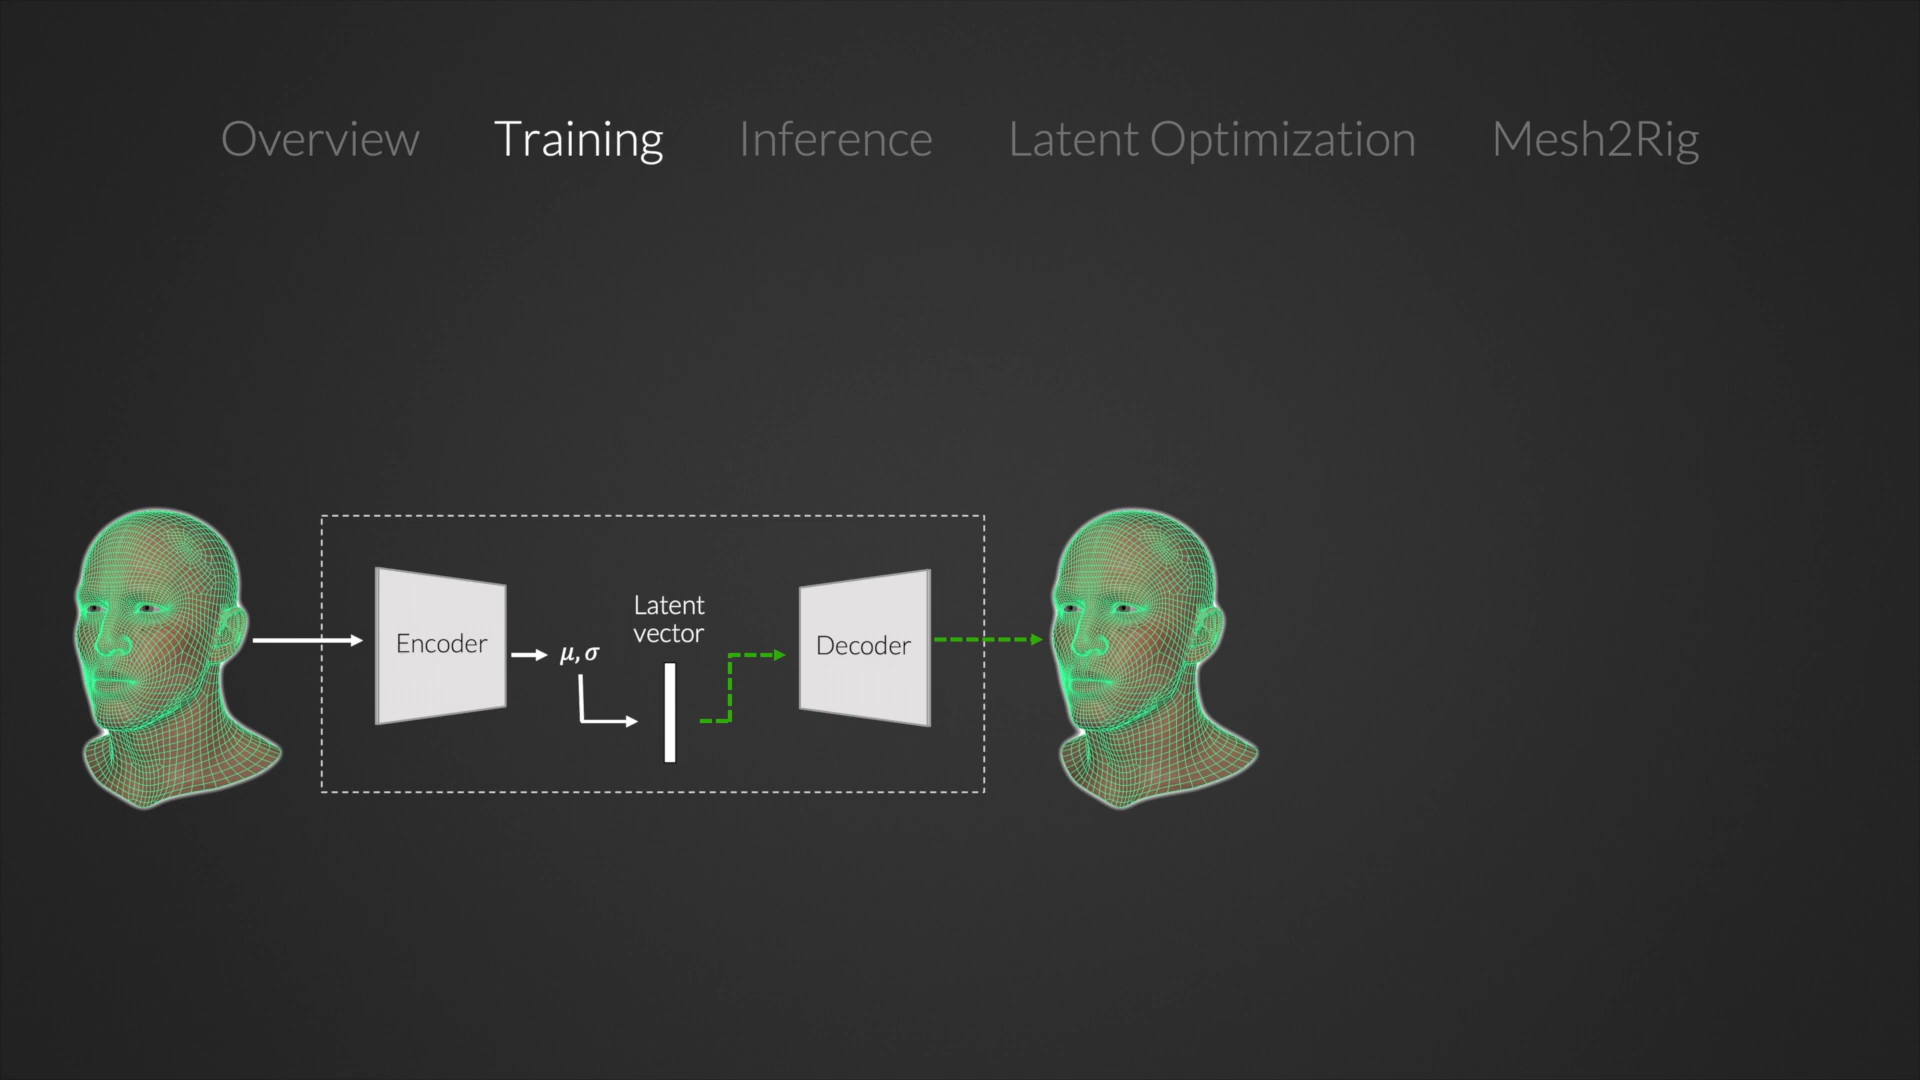 Overview Training Inference Latent Optimization Mesh2Rig
Encoder
μ, σ
Latent
vector
Decoder